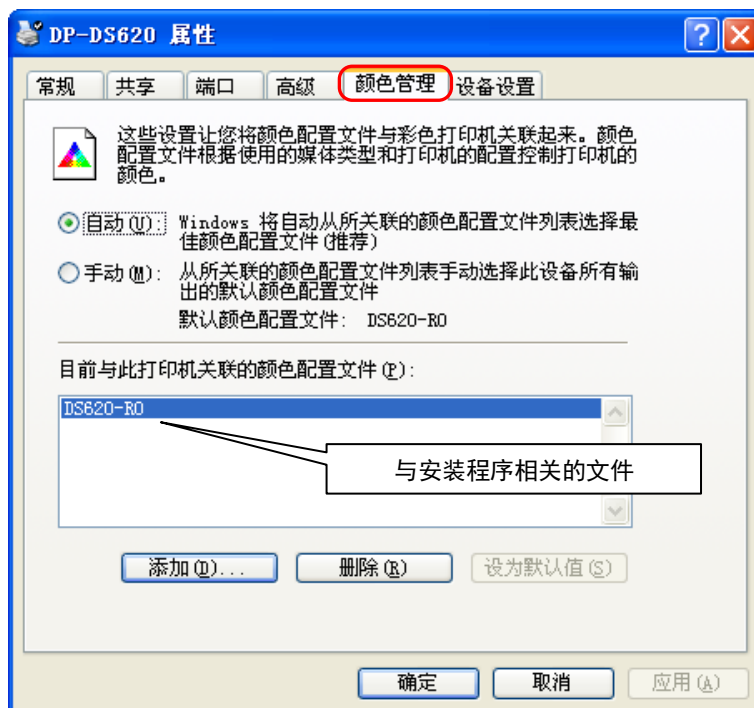 DP-DS620 属性
常规 共享 端口 高级 颜色管理 设备设置
这些设置让您将颜色配置文件与彩色打印机关联起来。颜色
配置文件根据使用的媒体类型和打印机的配置控制打印机的
颜色。
自动(U): Windows 将自动从所关联的颜色配置文件列表选择最
佳颜色配置文件(推荐)
手动(M): 从所关联的颜色配置文件列表手动选择此设备所有输
出的默认颜色配置文件
默认颜色配置文件: DS620-R0
目前与此打印机关联的颜色配置文件(P):
DS620-R0
与安装程序相关的文件
添加(D)... 删除(R) 设为默认值(S)
确定 取消 应用(A)